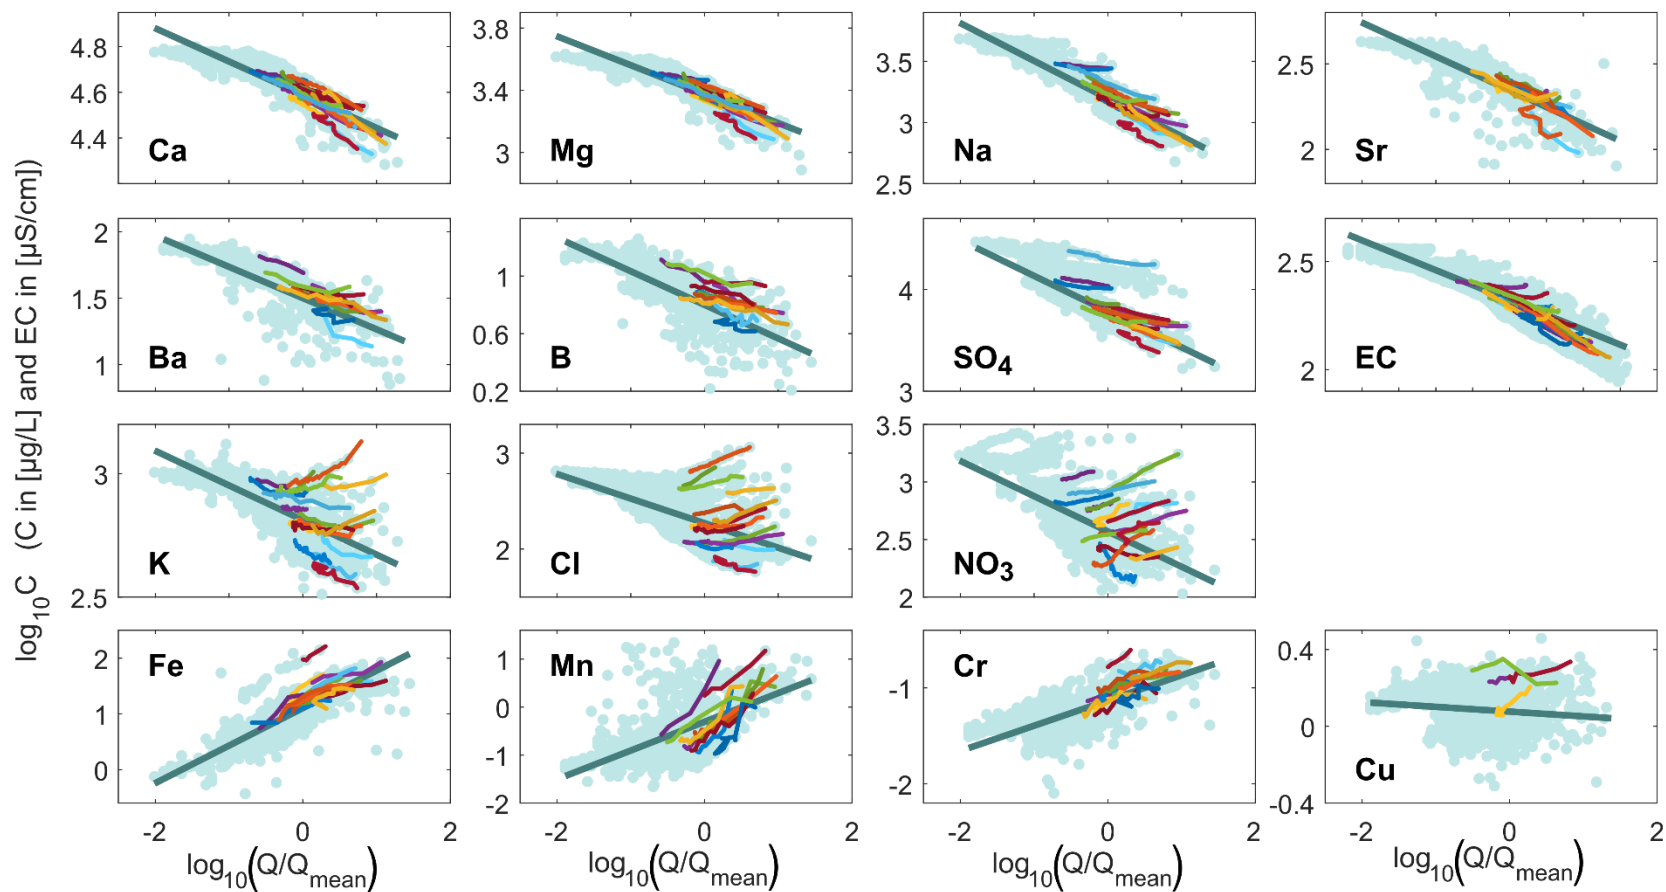 log₁₀C (C in [µg/L] and EC in [µS/cm])
4.8
4.6
4.4
Ca
3.8
3.4
3
Mg
3.5
3
2.5
Na
2.5
2
Sr
2
1.5
1
Ba
1
0.6
0.2
B
4
3
SO₄
2.5
2
EC
3
2.5
K
3
2
Cl
3.5
3
2.5
2
NO₃
2
1
0
Fe
1
0
-1
-2
Mn
0
-1
-2
Cr
0.4
0
-0.4
Cu
-2 0 2
-2 0 2
-2 0 2
-2 0 2
log₁₀(Q/Qmean)
log₁₀(Q/Qmean)
log₁₀(Q/Qmean)
log₁₀(Q/Qmean)